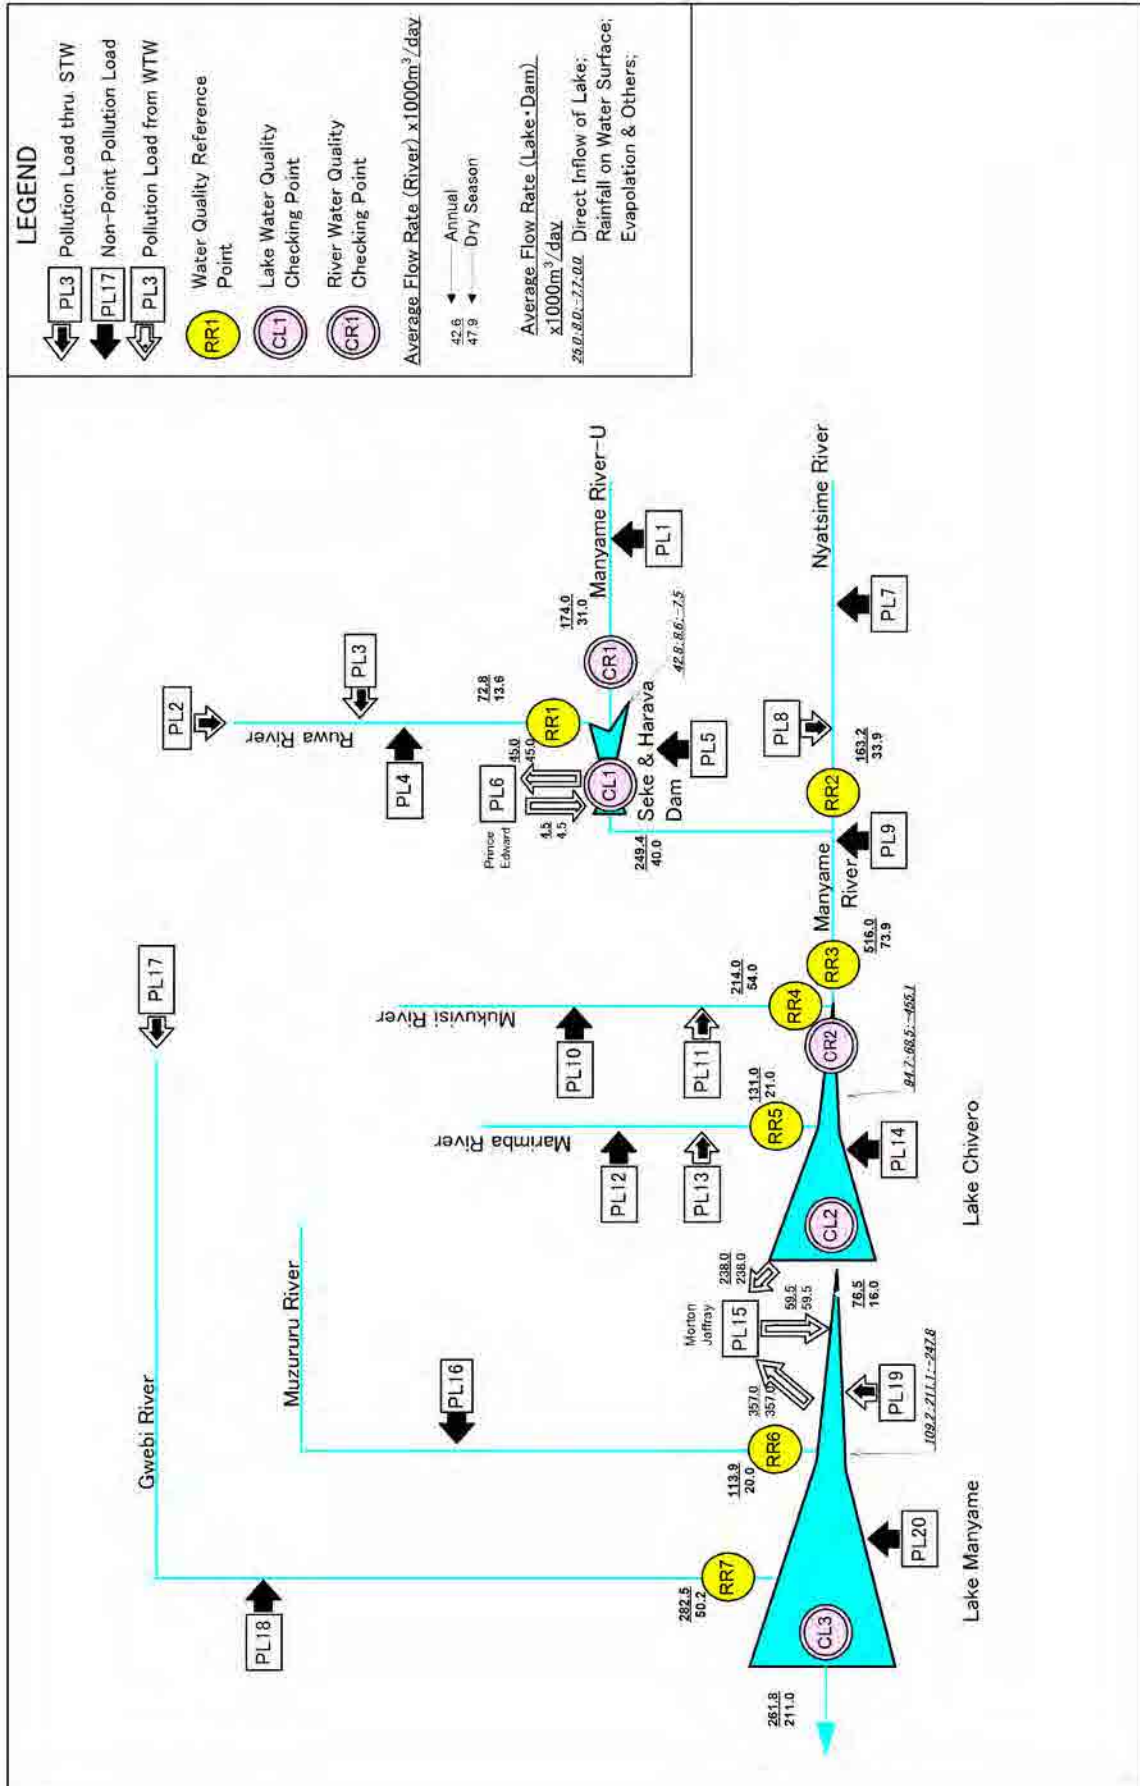 LEGEND
PL3 Pollution Load thru. STW
PL17 Non-Point Pollution Load
PL3 Pollution Load from WTW
RR1 Water Quality Reference
Point
CL1 Lake Water Quality
Checking Point
CR1 River Water Quality
Checking Point
Average Flow Rate (River) x1000m³/day
42.6 Annual
47.9 Dry Season
Average Flow Rate (Lake・Dam)
x1000m³/day
25.0:8.0:-7.7:0.0 Direct Inflow of Lake;
Rainfall on Water Surface;
Evapolation & Others;
Gwebi River
PL17
PL18
282.5
50.2
RR7
Muzururu River
PL16
113.9
20.0
RR6
Marimba River
PL12
PL13
131.0
21.0
RR5
Mukuvisi River
PL10
PL11
214.0
54.0
RR4
PL2
Ruwa River
PL3
PL4
72.8
13.6
RR1
45.0
45.0
Prince
Edward
PL6
4.5
4.5
CL1
Seke & Harava
Dam
PL5
174.0
31.0
CR1
Manyame River-U
PL1
42.8:8.6:-7.5
249.4
40.0
Nyatsime River
PL7
PL8
163.2
33.9
RR2
PL9
Manyame
River
516.0
73.9
RR3
CR2
94.7:68.5:-455.1
PL14
CL2
Lake Chivero
238.0
238.0
Morton
Jaffray
PL15
59.5
59.5
76.5
16.0
357.0
357.0
PL19
109.2:211.1:-247.8
PL20
CL3
Lake Manyame
261.8
211.0